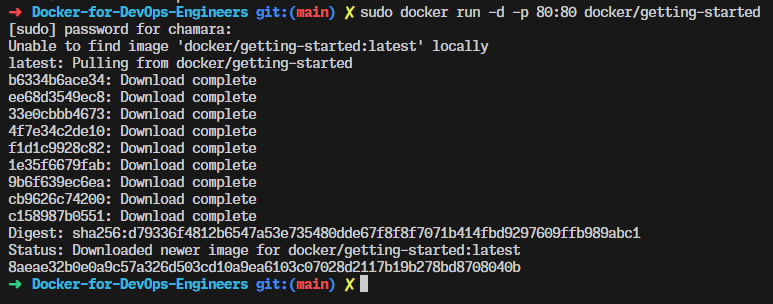 ➜ Docker-for-DevOps-Engineers git:(main) ✗ sudo docker run -d -p 80:80 docker/getting-started
[sudo] password for chamara:
Unable to find image 'docker/getting-started:latest' locally
latest: Pulling from docker/getting-started
b6334b6ace34: Download complete
ee68d3549ec8: Download complete
33e0cbbb4673: Download complete
4f7e34c2de10: Download complete
f1d1c9928c82: Download complete
1e35f6679fab: Download complete
9b6f639ec6ea: Download complete
cb9626c74200: Download complete
c158987b0551: Download complete
Digest: sha256:d79336f4812b6547a53e735480dde67f8f8f7071b414fbd9297609ffb989abc1
Status: Downloaded newer image for docker/getting-started:latest
8aeae32b0e0a9c57a326d503cd10a9ea6103c07028d2117b19b278bd8708040b
➜ Docker-for-DevOps-Engineers git:(main) ✗